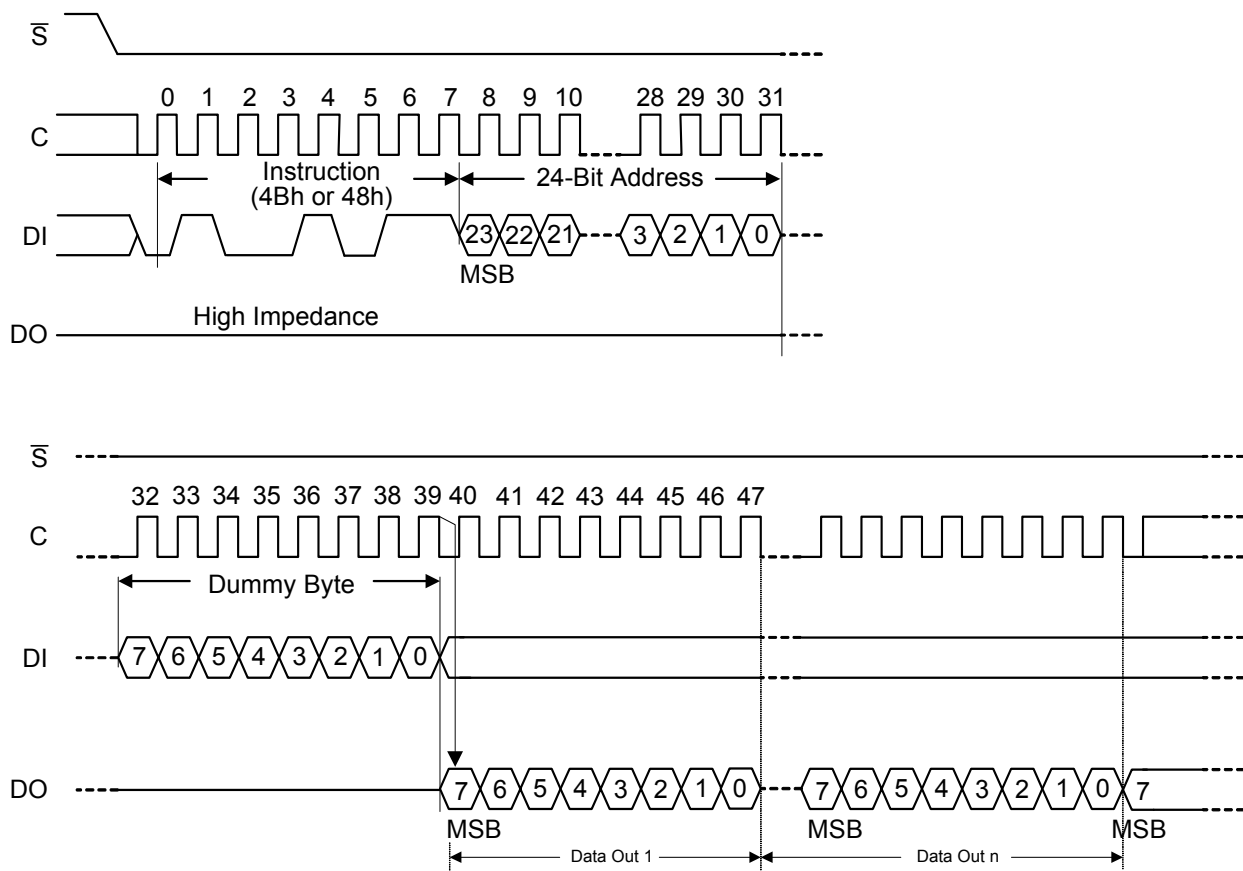 S
0 1 2 3 4 5 6 7 8 9 10 28 29 30 31
C
Instruction
(4Bh or 48h)
24-Bit Address
DI
23 22 21 3 2 1 0
MSB
High Impedance
DO
S
32 33 34 35 36 37 38 39 40 41 42 43 44 45 46 47
C
Dummy Byte
DI
7 6 5 4 3 2 1 0
DO
7 6 5 4 3 2 1 0 7 6 5 4 3 2 1 0 7
MSB MSB MSB
Data Out 1 Data Out n